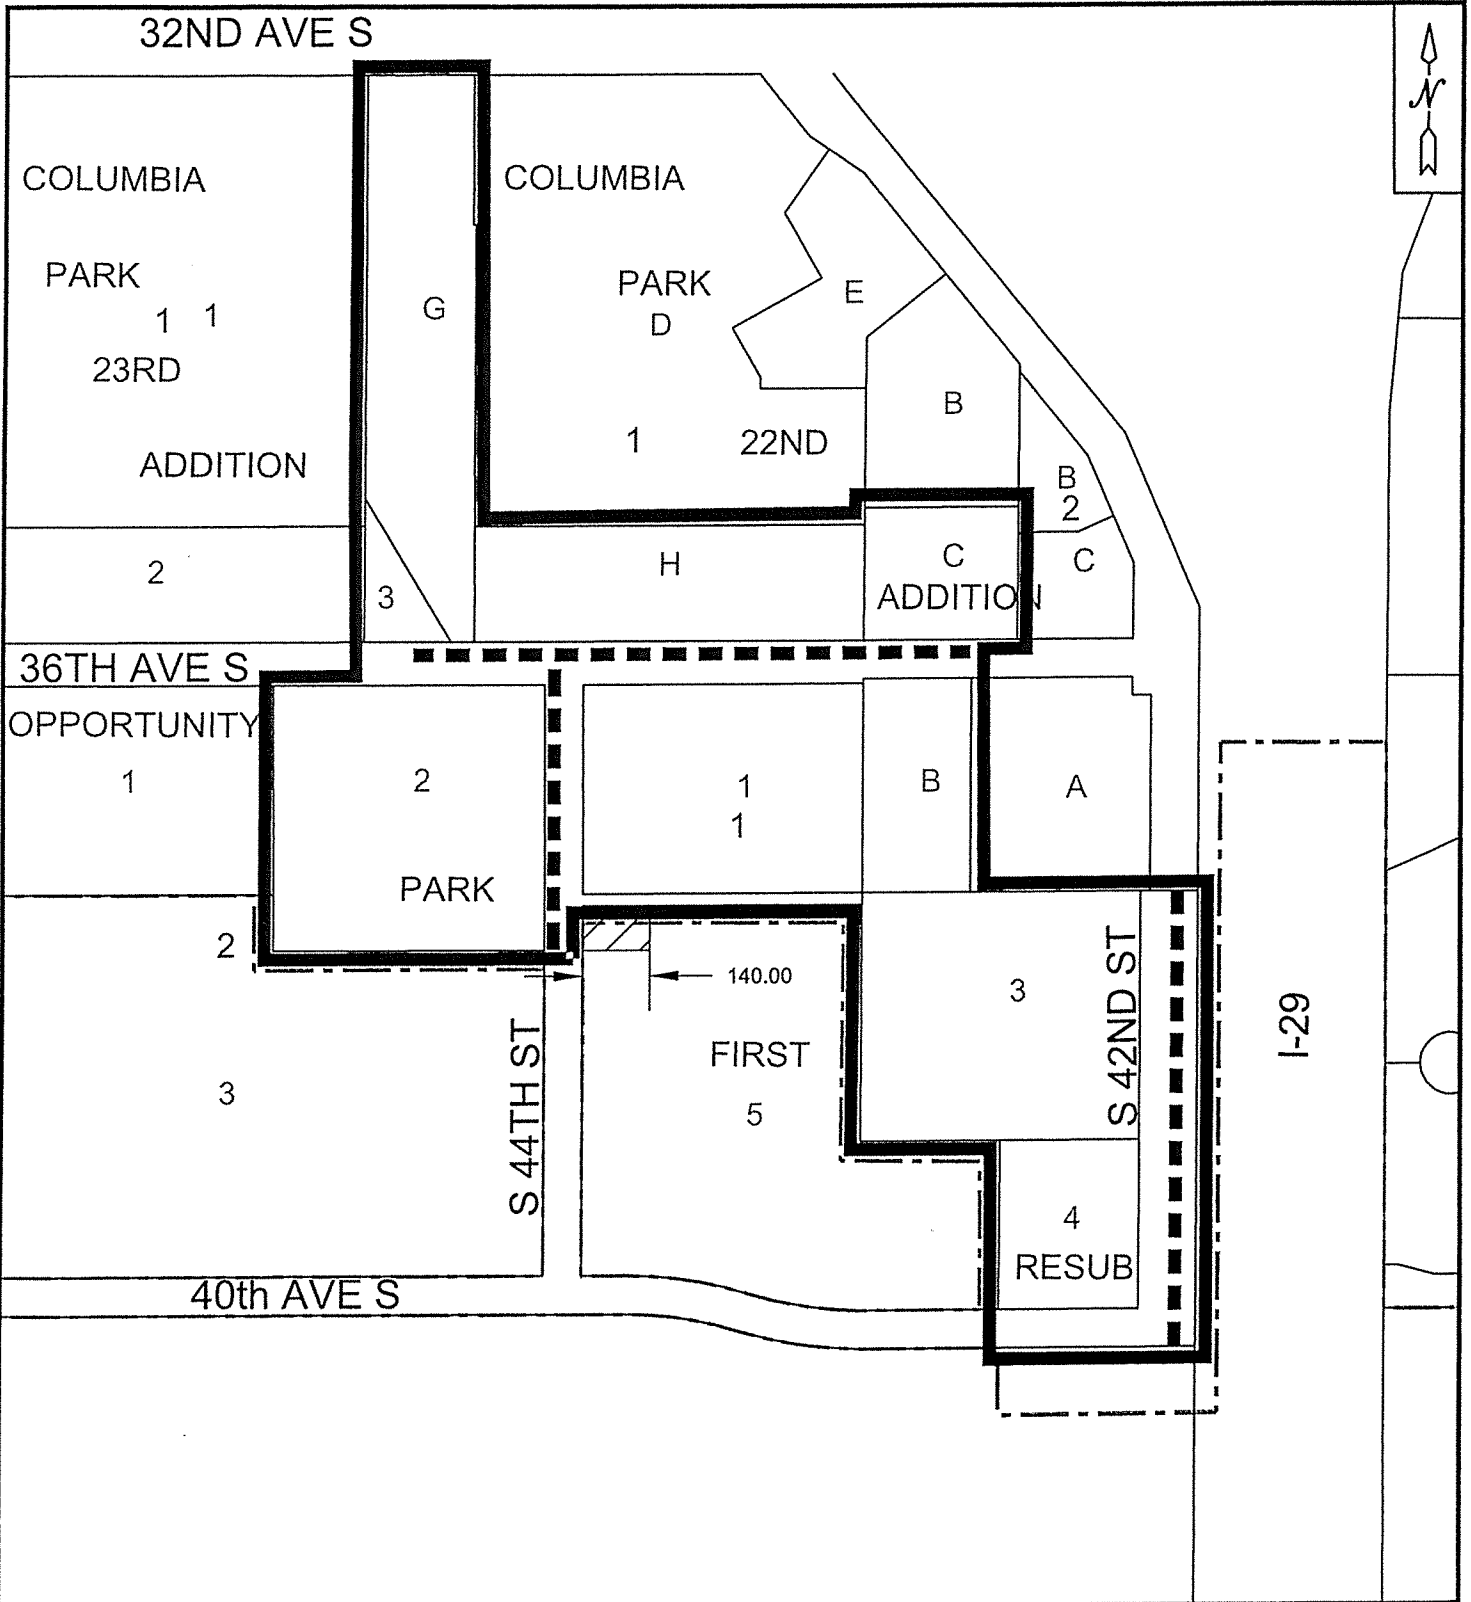 32ND AVE S
N
COLUMBIA
COLUMBIA
PARK
PARK
E
G
1 1
D
23RD
B
1
22ND
ADDITION
B
2
H
C
C
2
3
ADDITION
36TH AVE S
OPPORTUNITY
1
2
1
B
A
1
PARK
2
140.00
3
S 42ND ST
I-29
FIRST
3
5
S 44TH ST
4
RESUB
40th AVE S